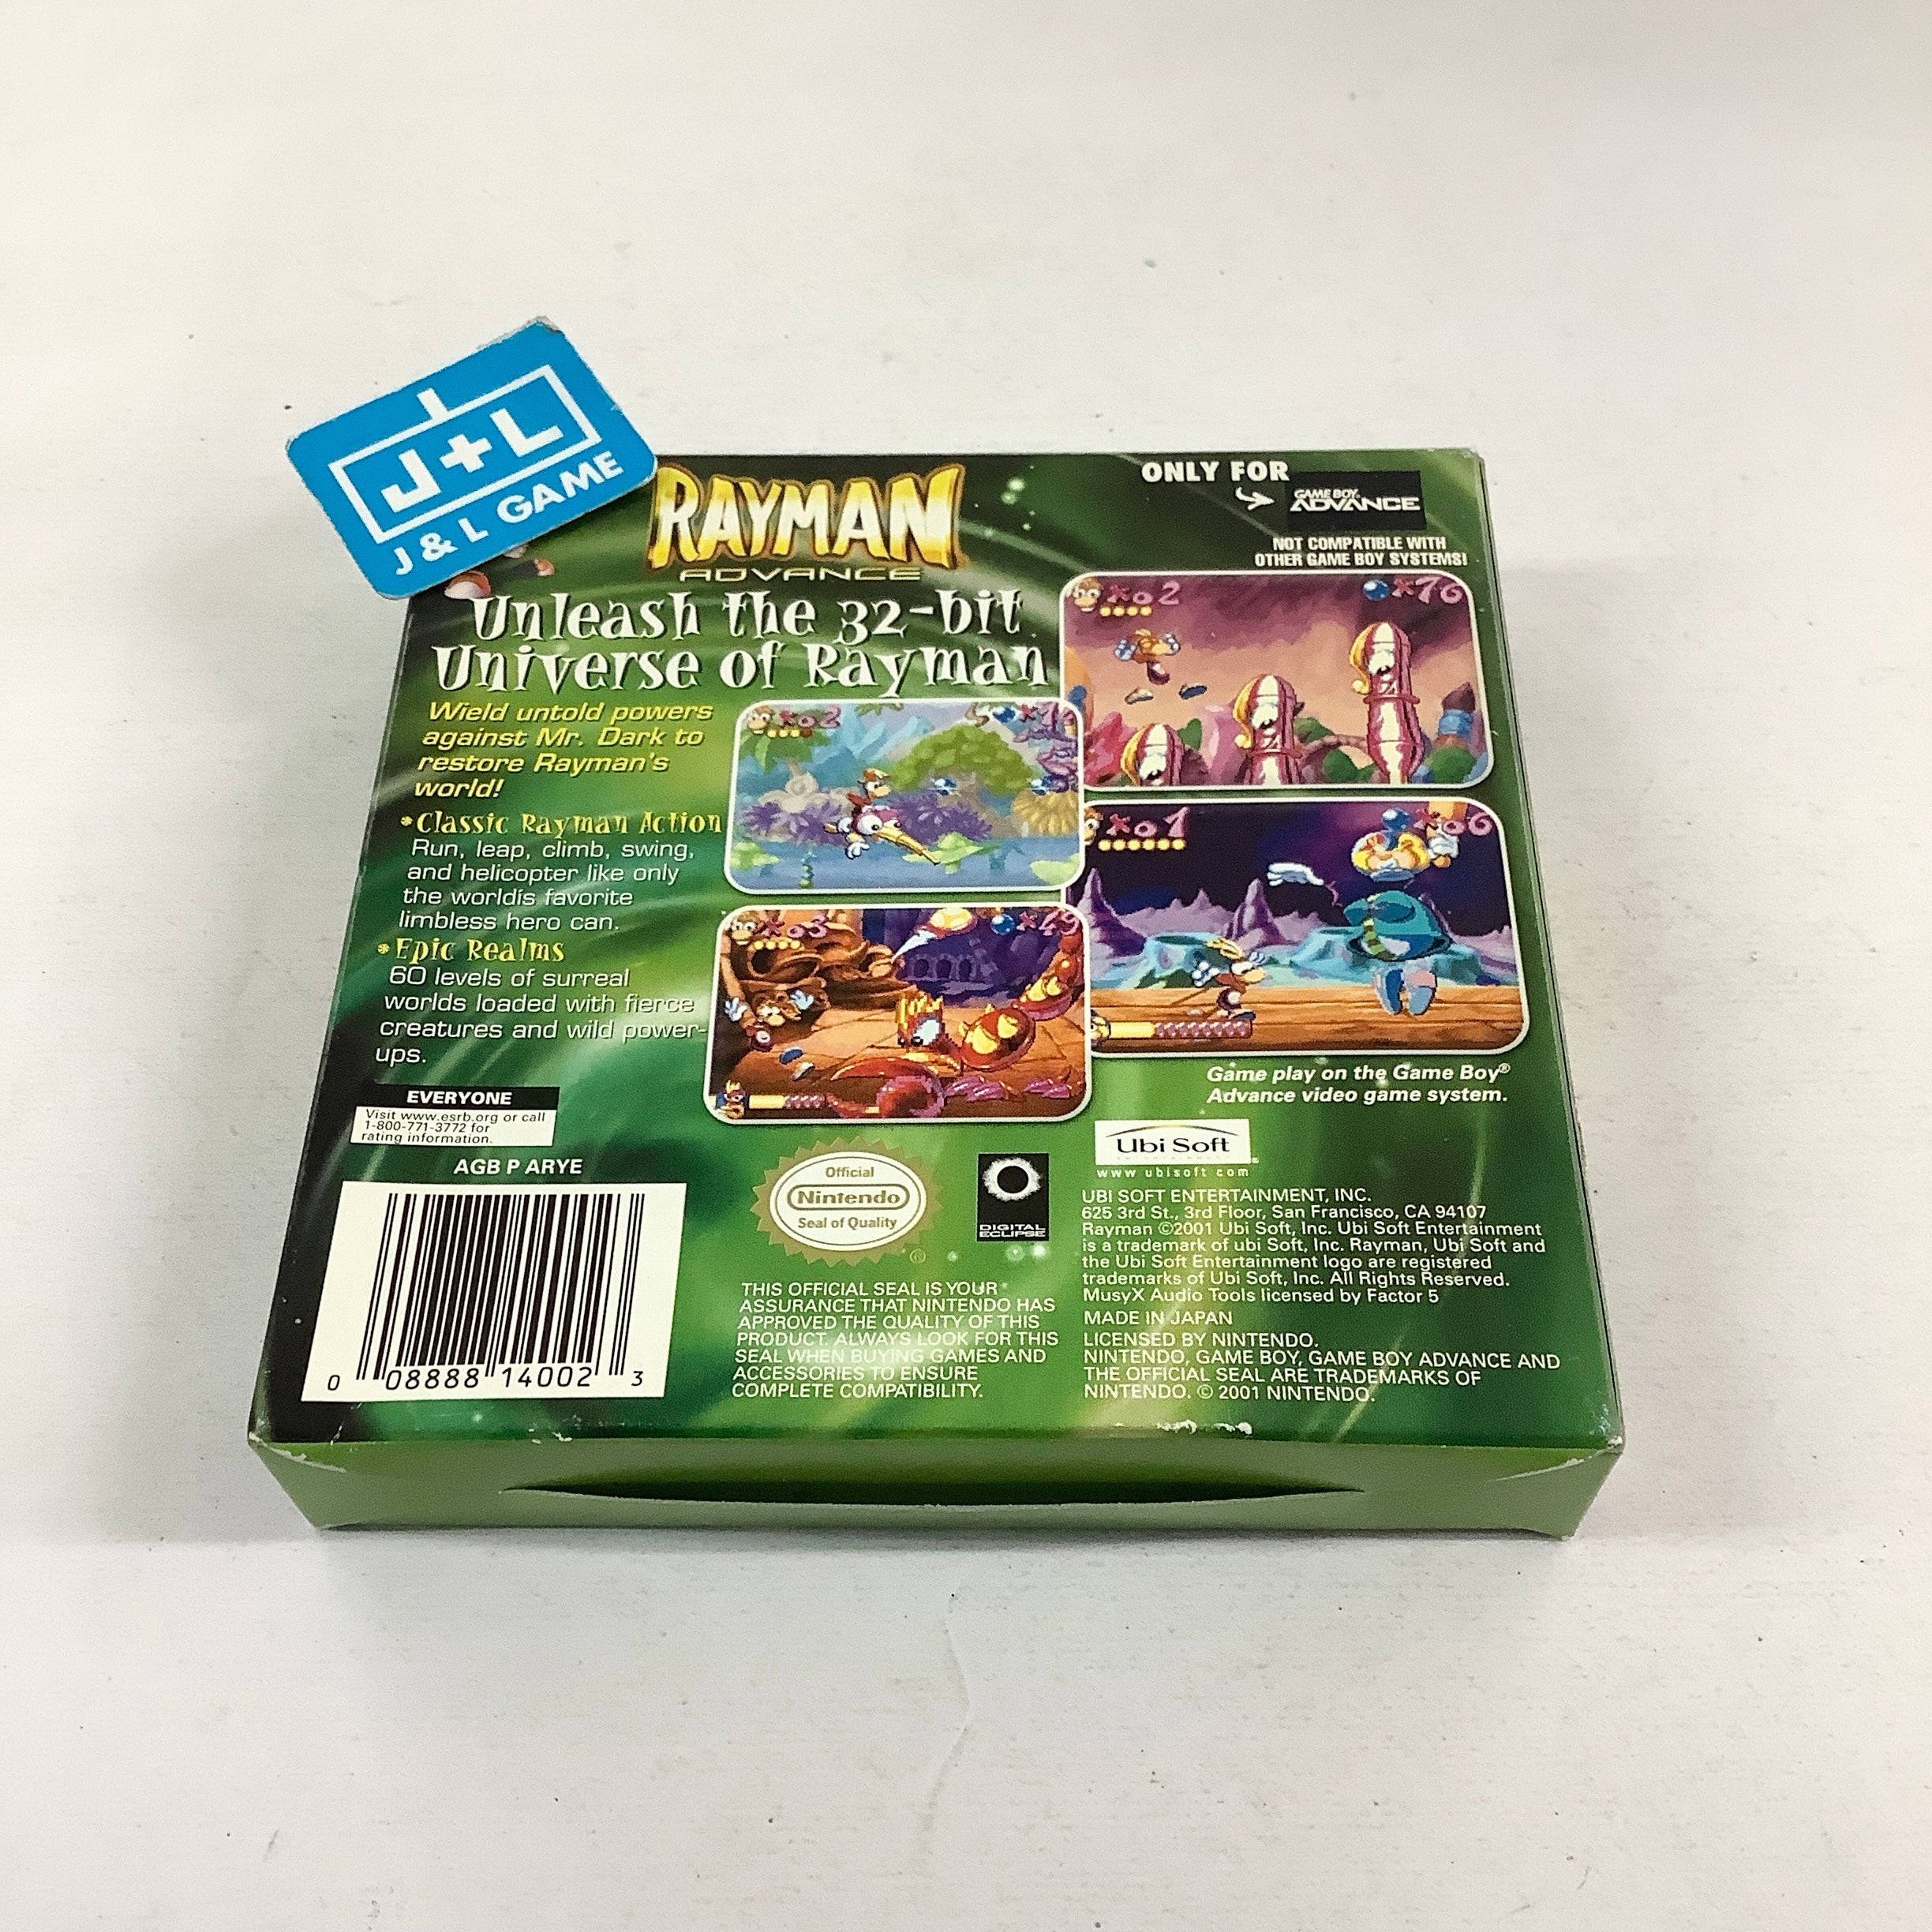 J+L
J & L GAME
RAYMAN
ADVANCE
ONLY FOR
GAME BOY ADVANCE
NOT COMPATIBLE WITH
OTHER GAME BOY SYSTEMS!
Unleash the 32-bit
Universe of Rayman
Wield untold powers
against Mr. Dark to
restore Rayman's
world!
*Classic Rayman Action
Run, leap, climb, swing,
and helicopter like only
the worldís favorite
limbless hero can.
*Epic Realms
60 levels of surreal
worlds loaded with fierce
creatures and wild power-
ups.
x02
x76
x02
x01
x03
x49
Game play on the Game Boy®
Advance video game system.
EVERYONE
Visit www.esrb.org or call
1-800-771-3772 for
rating information.
AGB P ARYE
0 08888 14002 3
Official
Nintendo
Seal of Quality
DIGITAL
ECLIPSE
THIS OFFICIAL SEAL IS YOUR
ASSURANCE THAT NINTENDO HAS
APPROVED THE QUALITY OF THIS
PRODUCT. ALWAYS LOOK FOR THIS
SEAL WHEN BUYING GAMES AND
ACCESSORIES TO ENSURE
COMPLETE COMPATIBILITY.
Ubi Soft
ENTERTAINMENT
www.ubisoft.com
UBI SOFT ENTERTAINMENT, INC.
625 3rd St., 3rd Floor, San Francisco, CA 94107
Rayman ©2001 Ubi Soft, Inc. Ubi Soft Entertainment
is a trademark of ubi Soft, Inc. Rayman, Ubi Soft and
the Ubi Soft Entertainment logo are registered
trademarks of Ubi Soft, Inc. All Rights Reserved.
MusyX Audio Tools licensed by Factor 5
MADE IN JAPAN
LICENSED BY NINTENDO.
NINTENDO, GAME BOY, GAME BOY ADVANCE AND
THE OFFICIAL SEAL ARE TRADEMARKS OF
NINTENDO. © 2001 NINTENDO.